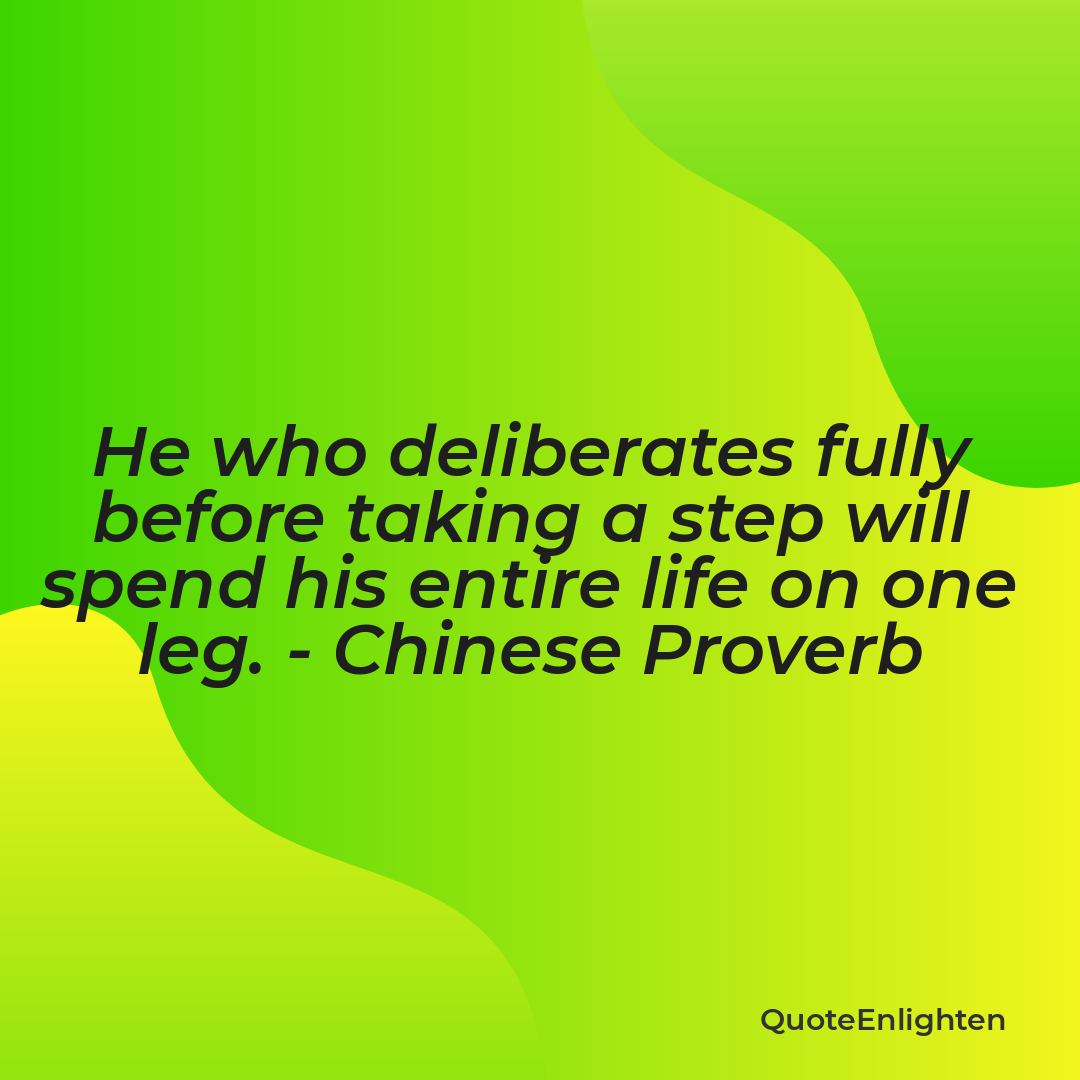 He who deliberates fully
before taking a step will
spend his entire life on one
leg. - Chinese Proverb
QuoteEnlighten